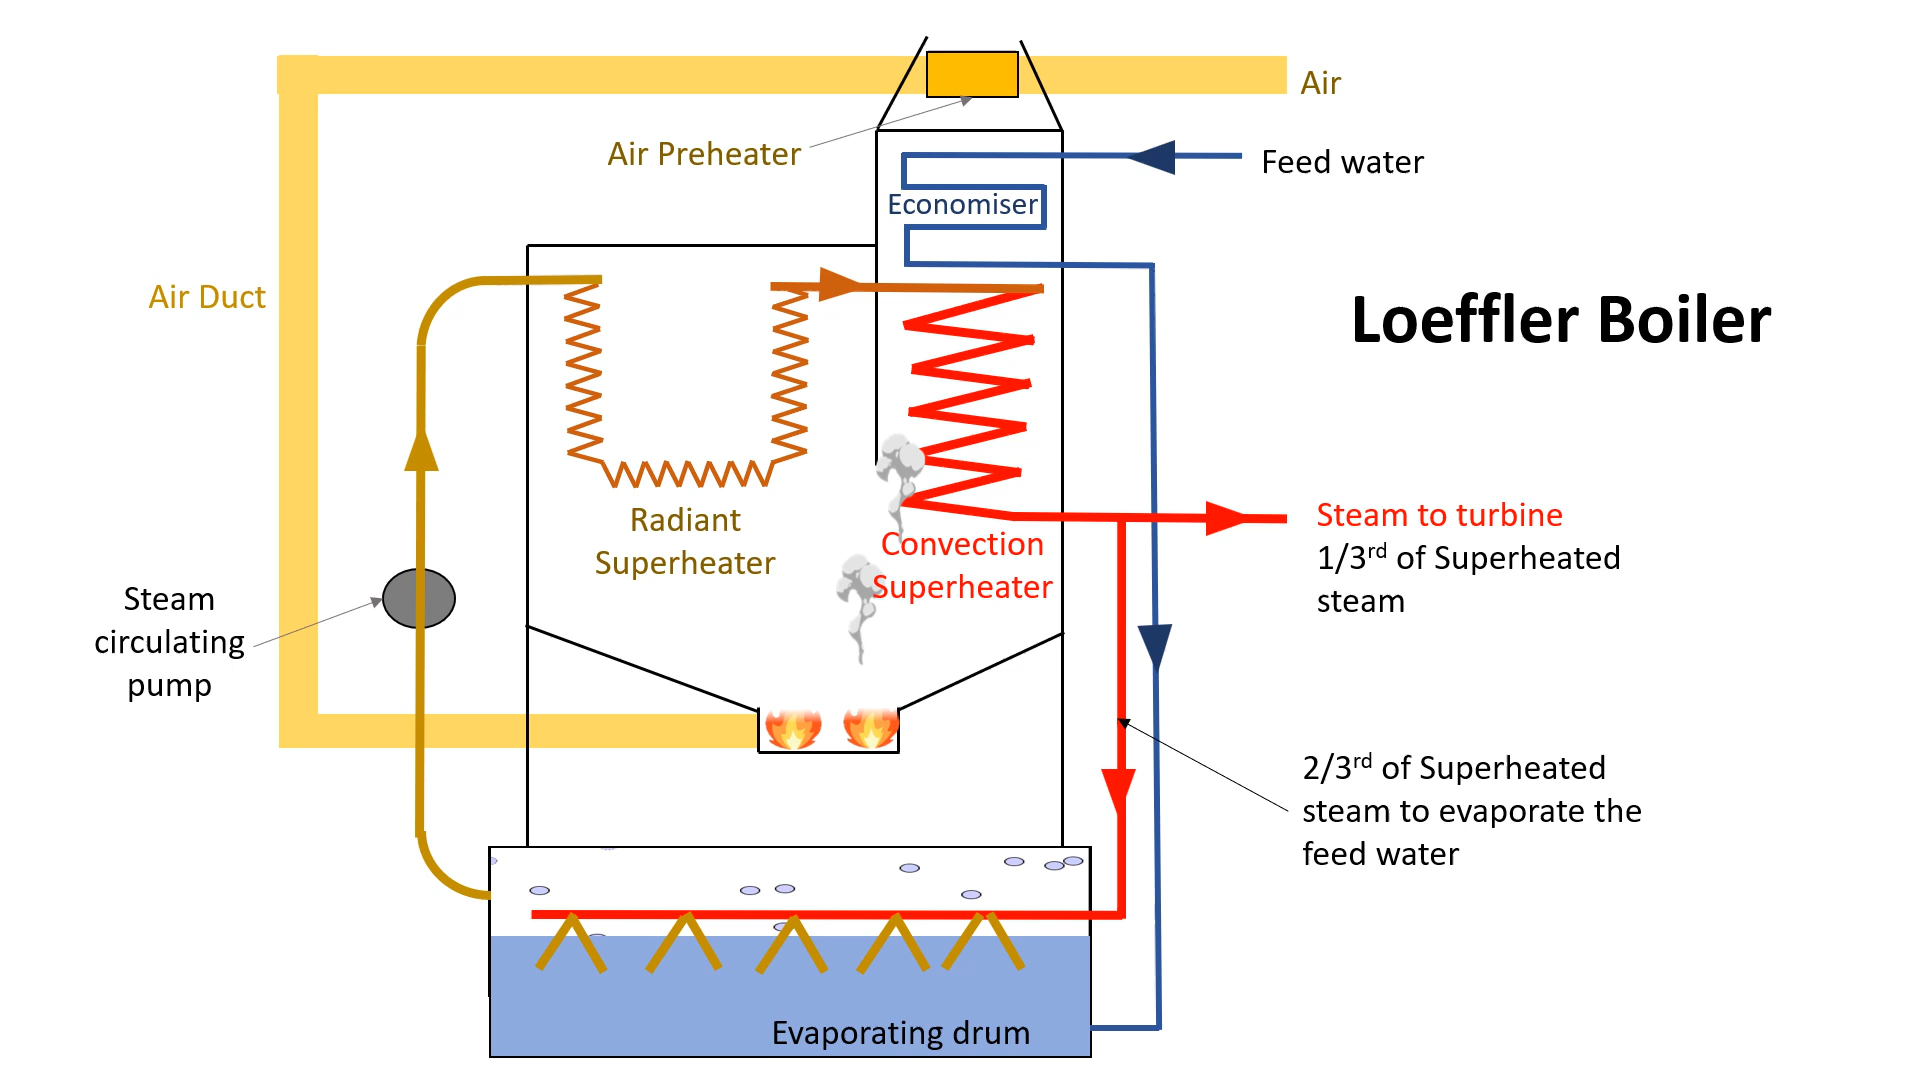 Air
Air Preheater
Feed water
Economiser
Air Duct
Loeffler Boiler
Radiant
Superheater
Convection
Superheater
Steam to turbine
1/3rd of Superheated
steam
Steam
circulating
pump
2/3rd of Superheated
steam to evaporate the
feed water
Evaporating drum